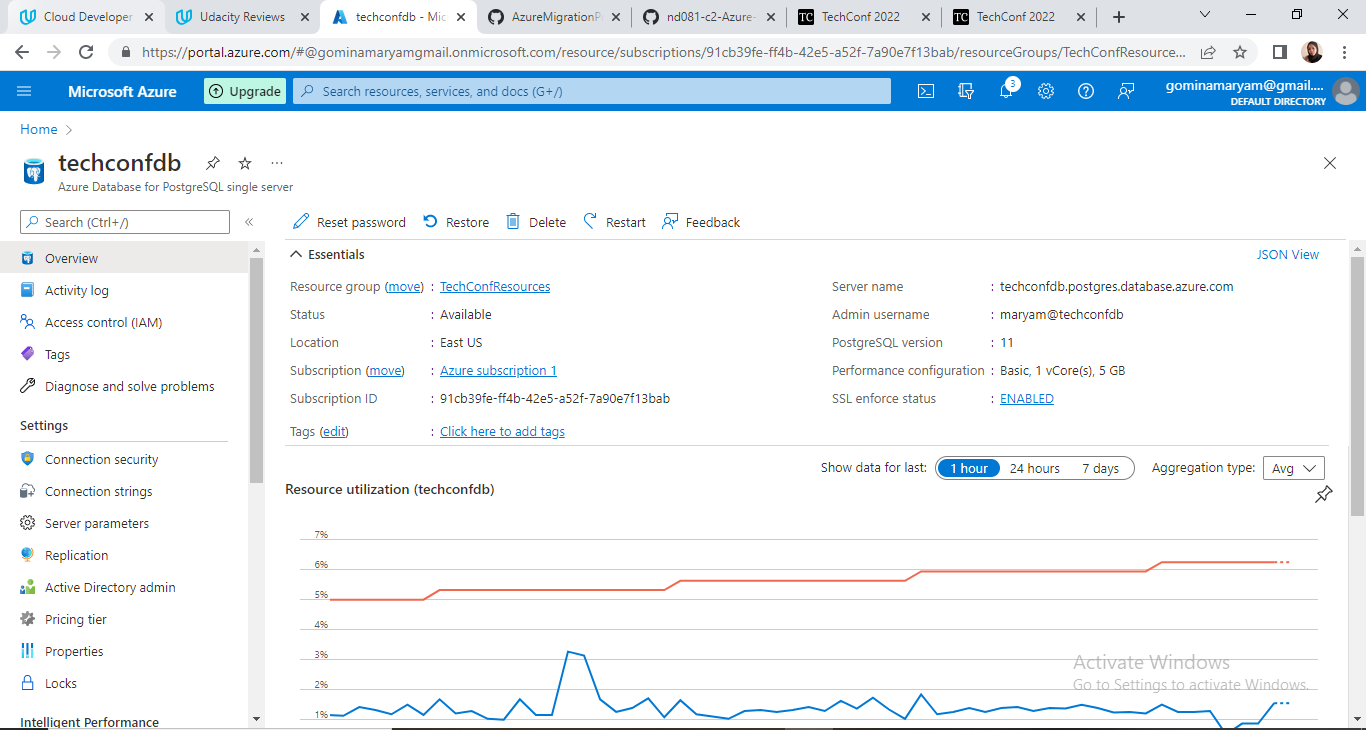 Cloud Developer
Udacity Reviews
techconfdb - Mic
AzureMigrationP
nd081-c2-Azure-
TechConf 2022
TechConf 2022
https://portal.azure.com/#@gominamaryamgmail.onmicrosoft.com/resource/subscriptions/91cb39fe-ff4b-42e5-a52f-7a90e7f13bab/resourceGroups/TechConfResource...
Microsoft Azure
Upgrade
Search resources, services, and docs (G+/)
3
gominamaryam@gmail....
DEFAULT DIRECTORY
Home
techconfdb
Azure Database for PostgreSQL single server
Search (Ctrl+/)
Reset password
Restore
Delete
Restart
Feedback
Overview
Activity log
Access control (IAM)
Tags
Diagnose and solve problems
Settings
Connection security
Connection strings
Server parameters
Replication
Active Directory admin
Pricing tier
Properties
Locks
Intelligent Performance
Essentials
JSON View
Resource group (move) : TechConfResources
Status : Available
Location : East US
Subscription (move) : Azure subscription 1
Subscription ID : 91cb39fe-ff4b-42e5-a52f-7a90e7f13bab
Tags (edit) : Click here to add tags
Server name : techconfdb.postgres.database.azure.com
Admin username : maryam@techconfdb
PostgreSQL version : 11
Performance configuration : Basic, 1 vCore(s), 5 GB
SSL enforce status : ENABLED
Show data for last: 1 hour 24 hours 7 days Aggregation type: Avg
Resource utilization (techconfdb)
7%
6%
5%
4%
3%
2%
1%
Activate Windows
Go to Settings to activate Windows.